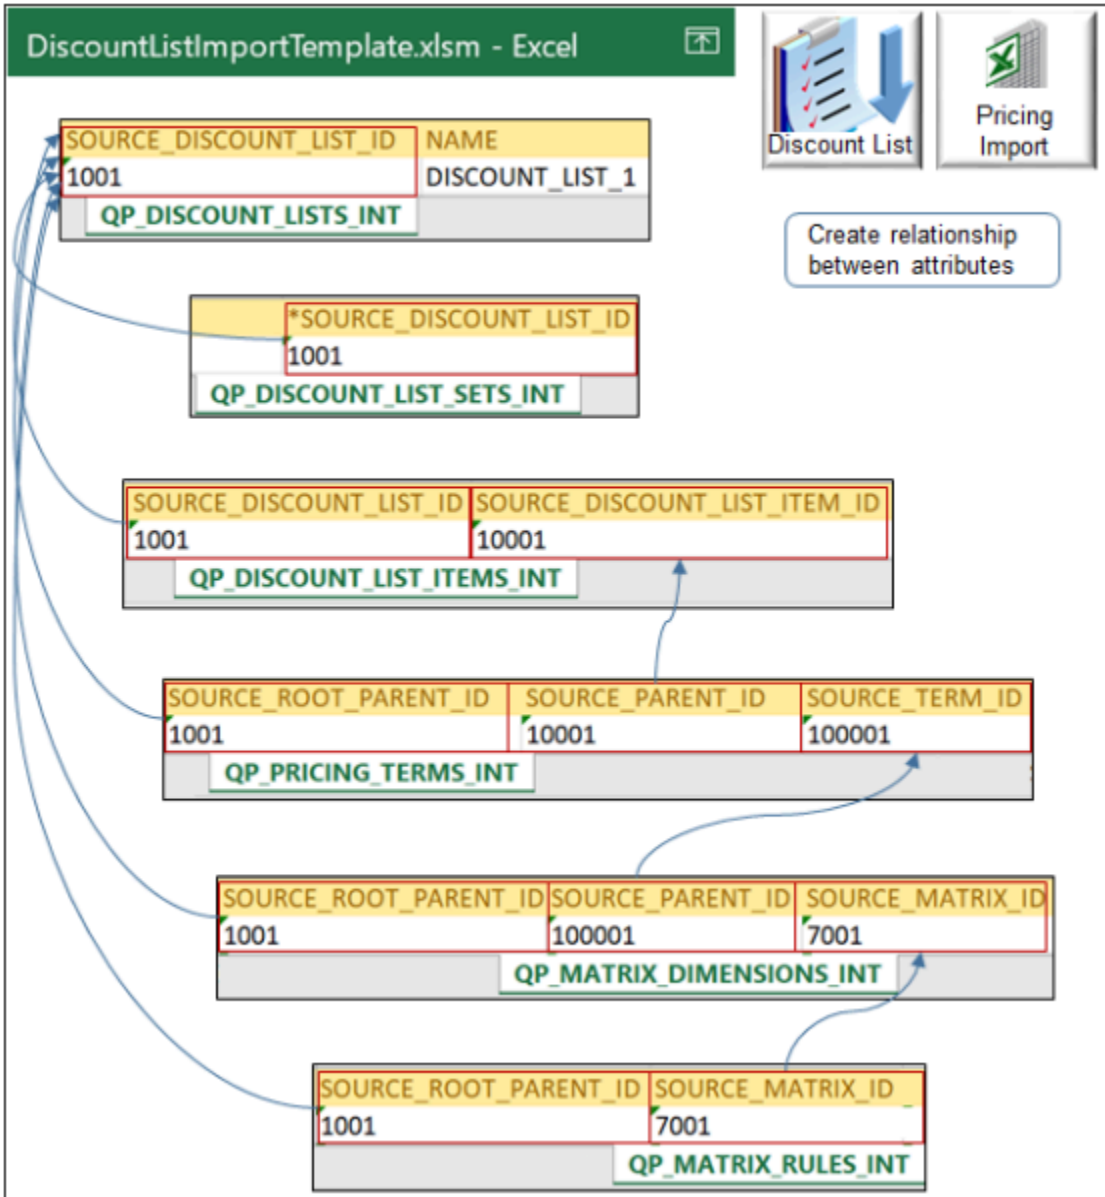 DiscountListImportTemplate.xlsm - Excel
Discount List
Pricing
Import
SOURCE_DISCOUNT_LIST_ID NAME
1001 DISCOUNT_LIST_1
QP_DISCOUNT_LISTS_INT
Create relationship
between attributes
*SOURCE_DISCOUNT_LIST_ID
1001
QP_DISCOUNT_LIST_SETS_INT
SOURCE_DISCOUNT_LIST_ID SOURCE_DISCOUNT_LIST_ITEM_ID
1001 10001
QP_DISCOUNT_LIST_ITEMS_INT
SOURCE_ROOT_PARENT_ID SOURCE_PARENT_ID SOURCE_TERM_ID
1001 10001 100001
QP_PRICING_TERMS_INT
SOURCE_ROOT_PARENT_ID SOURCE_PARENT_ID SOURCE_MATRIX_ID
1001 100001 7001
QP_MATRIX_DIMENSIONS_INT
SOURCE_ROOT_PARENT_ID SOURCE_MATRIX_ID
1001 7001
QP_MATRIX_RULES_INT